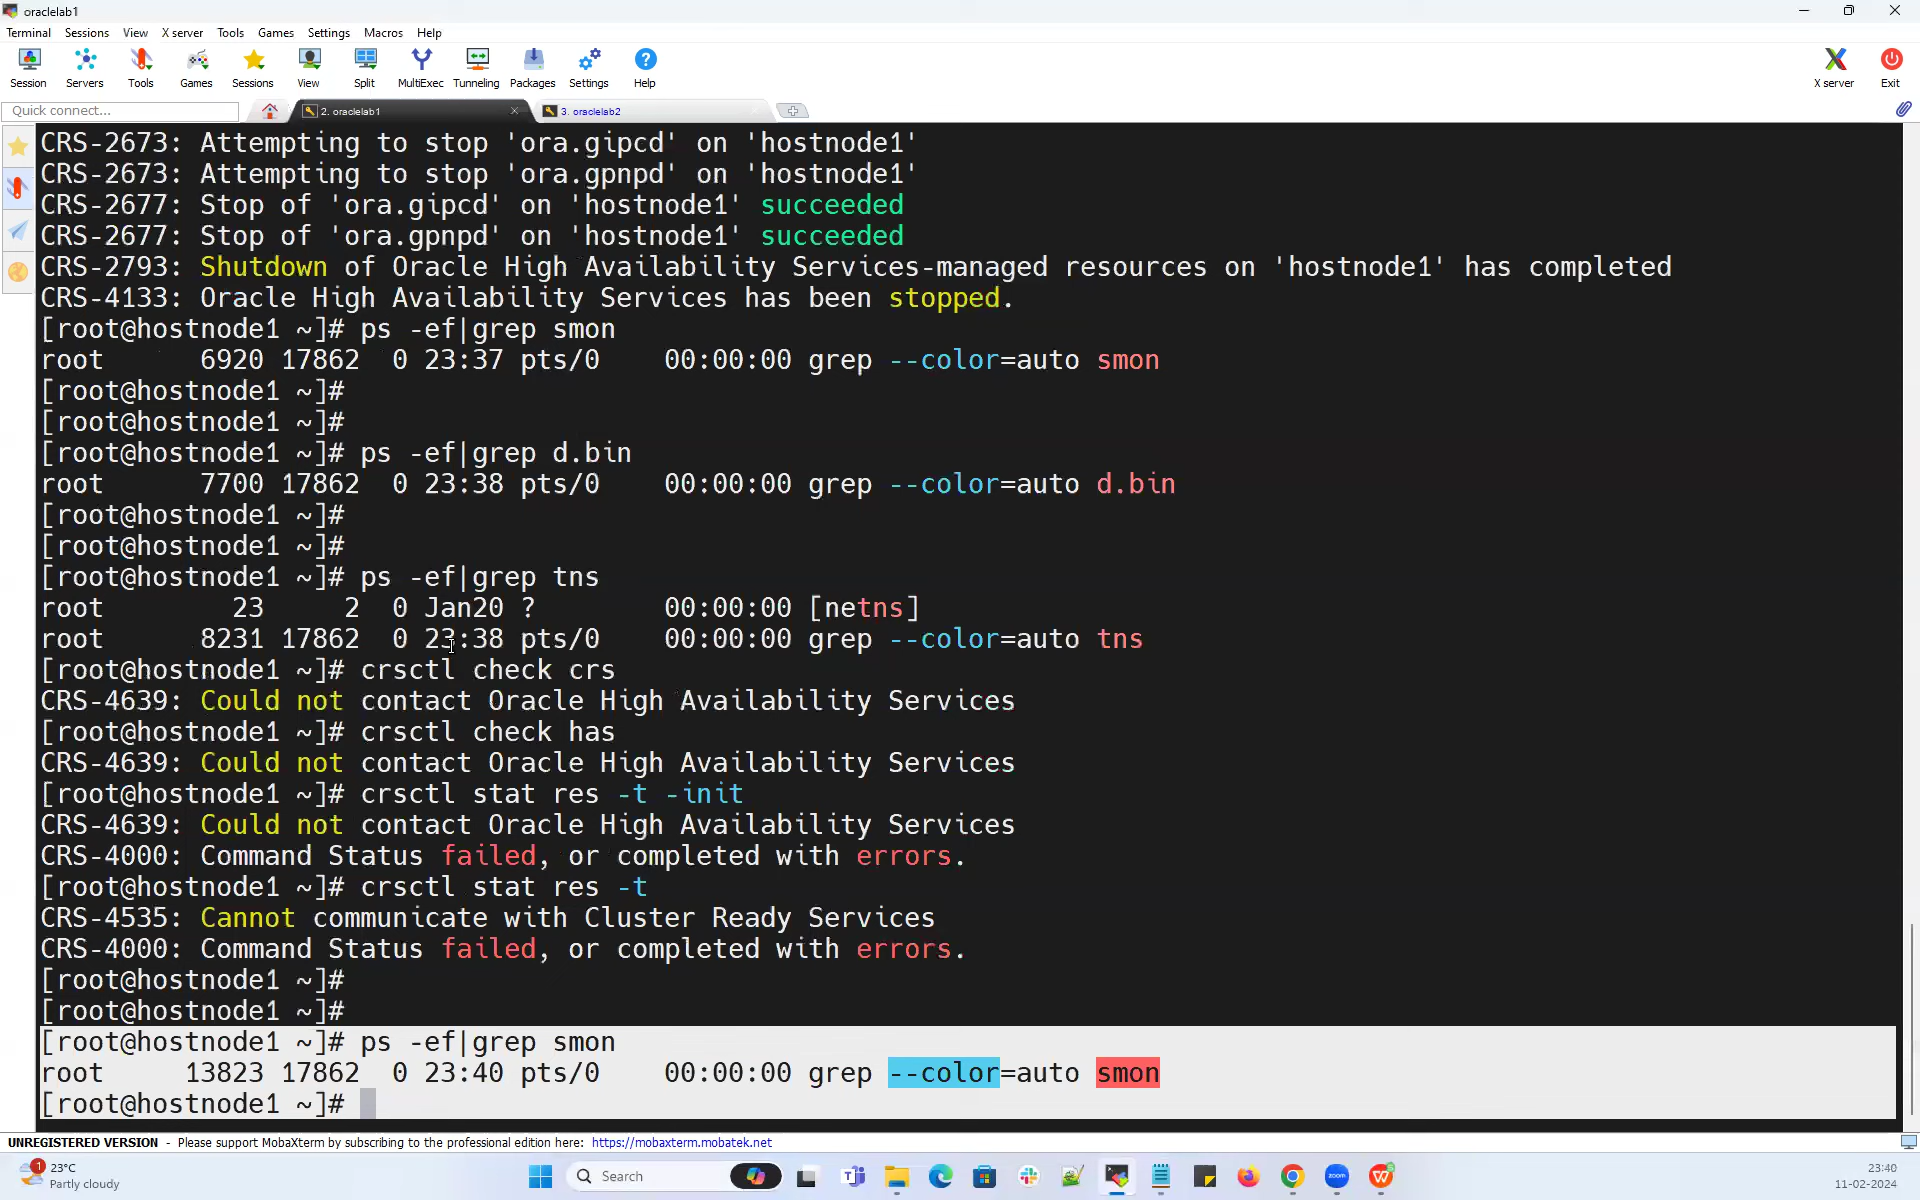 oraclelab1
Terminal Sessions View X server Tools Games Settings Macros Help
Session Servers Tools Games Sessions View Split MultiExec Tunneling Packages Settings Help X server Exit
Quick connect... 2. oraclelab1 3. oraclelab2
CRS-2673: Attempting to stop 'ora.gipcd' on 'hostnode1'
CRS-2673: Attempting to stop 'ora.gpnpd' on 'hostnode1'
CRS-2677: Stop of 'ora.gipcd' on 'hostnode1' succeeded
CRS-2677: Stop of 'ora.gpnpd' on 'hostnode1' succeeded
CRS-2793: Shutdown of Oracle High Availability Services-managed resources on 'hostnode1' has completed
CRS-4133: Oracle High Availability Services has been stopped.
[root@hostnode1 ~]# ps -ef|grep smon
root 6920 17862 0 23:37 pts/0 00:00:00 grep --color=auto smon
[root@hostnode1 ~]#
[root@hostnode1 ~]#
[root@hostnode1 ~]# ps -ef|grep d.bin
root 7700 17862 0 23:38 pts/0 00:00:00 grep --color=auto d.bin
[root@hostnode1 ~]#
[root@hostnode1 ~]#
[root@hostnode1 ~]# ps -ef|grep tns
root 23 2 0 Jan20 ? 00:00:00 [netns]
root 8231 17862 0 23:38 pts/0 00:00:00 grep --color=auto tns
[root@hostnode1 ~]# crsctl check crs
CRS-4639: Could not contact Oracle High Availability Services
[root@hostnode1 ~]# crsctl check has
CRS-4639: Could not contact Oracle High Availability Services
[root@hostnode1 ~]# crsctl stat res -t -init
CRS-4639: Could not contact Oracle High Availability Services
CRS-4000: Command Status failed, or completed with errors.
[root@hostnode1 ~]# crsctl stat res -t
CRS-4535: Cannot communicate with Cluster Ready Services
CRS-4000: Command Status failed, or completed with errors.
[root@hostnode1 ~]#
[root@hostnode1 ~]#
[root@hostnode1 ~]# ps -ef|grep smon
root 13823 17862 0 23:40 pts/0 00:00:00 grep --color=auto smon
[root@hostnode1 ~]#
UNREGISTERED VERSION - Please support MobaXterm by subscribing to the professional edition here: https://mobaxterm.mobatek.net
1 23°C
Partly cloudy
Search
zoom
23:40
11-02-2024